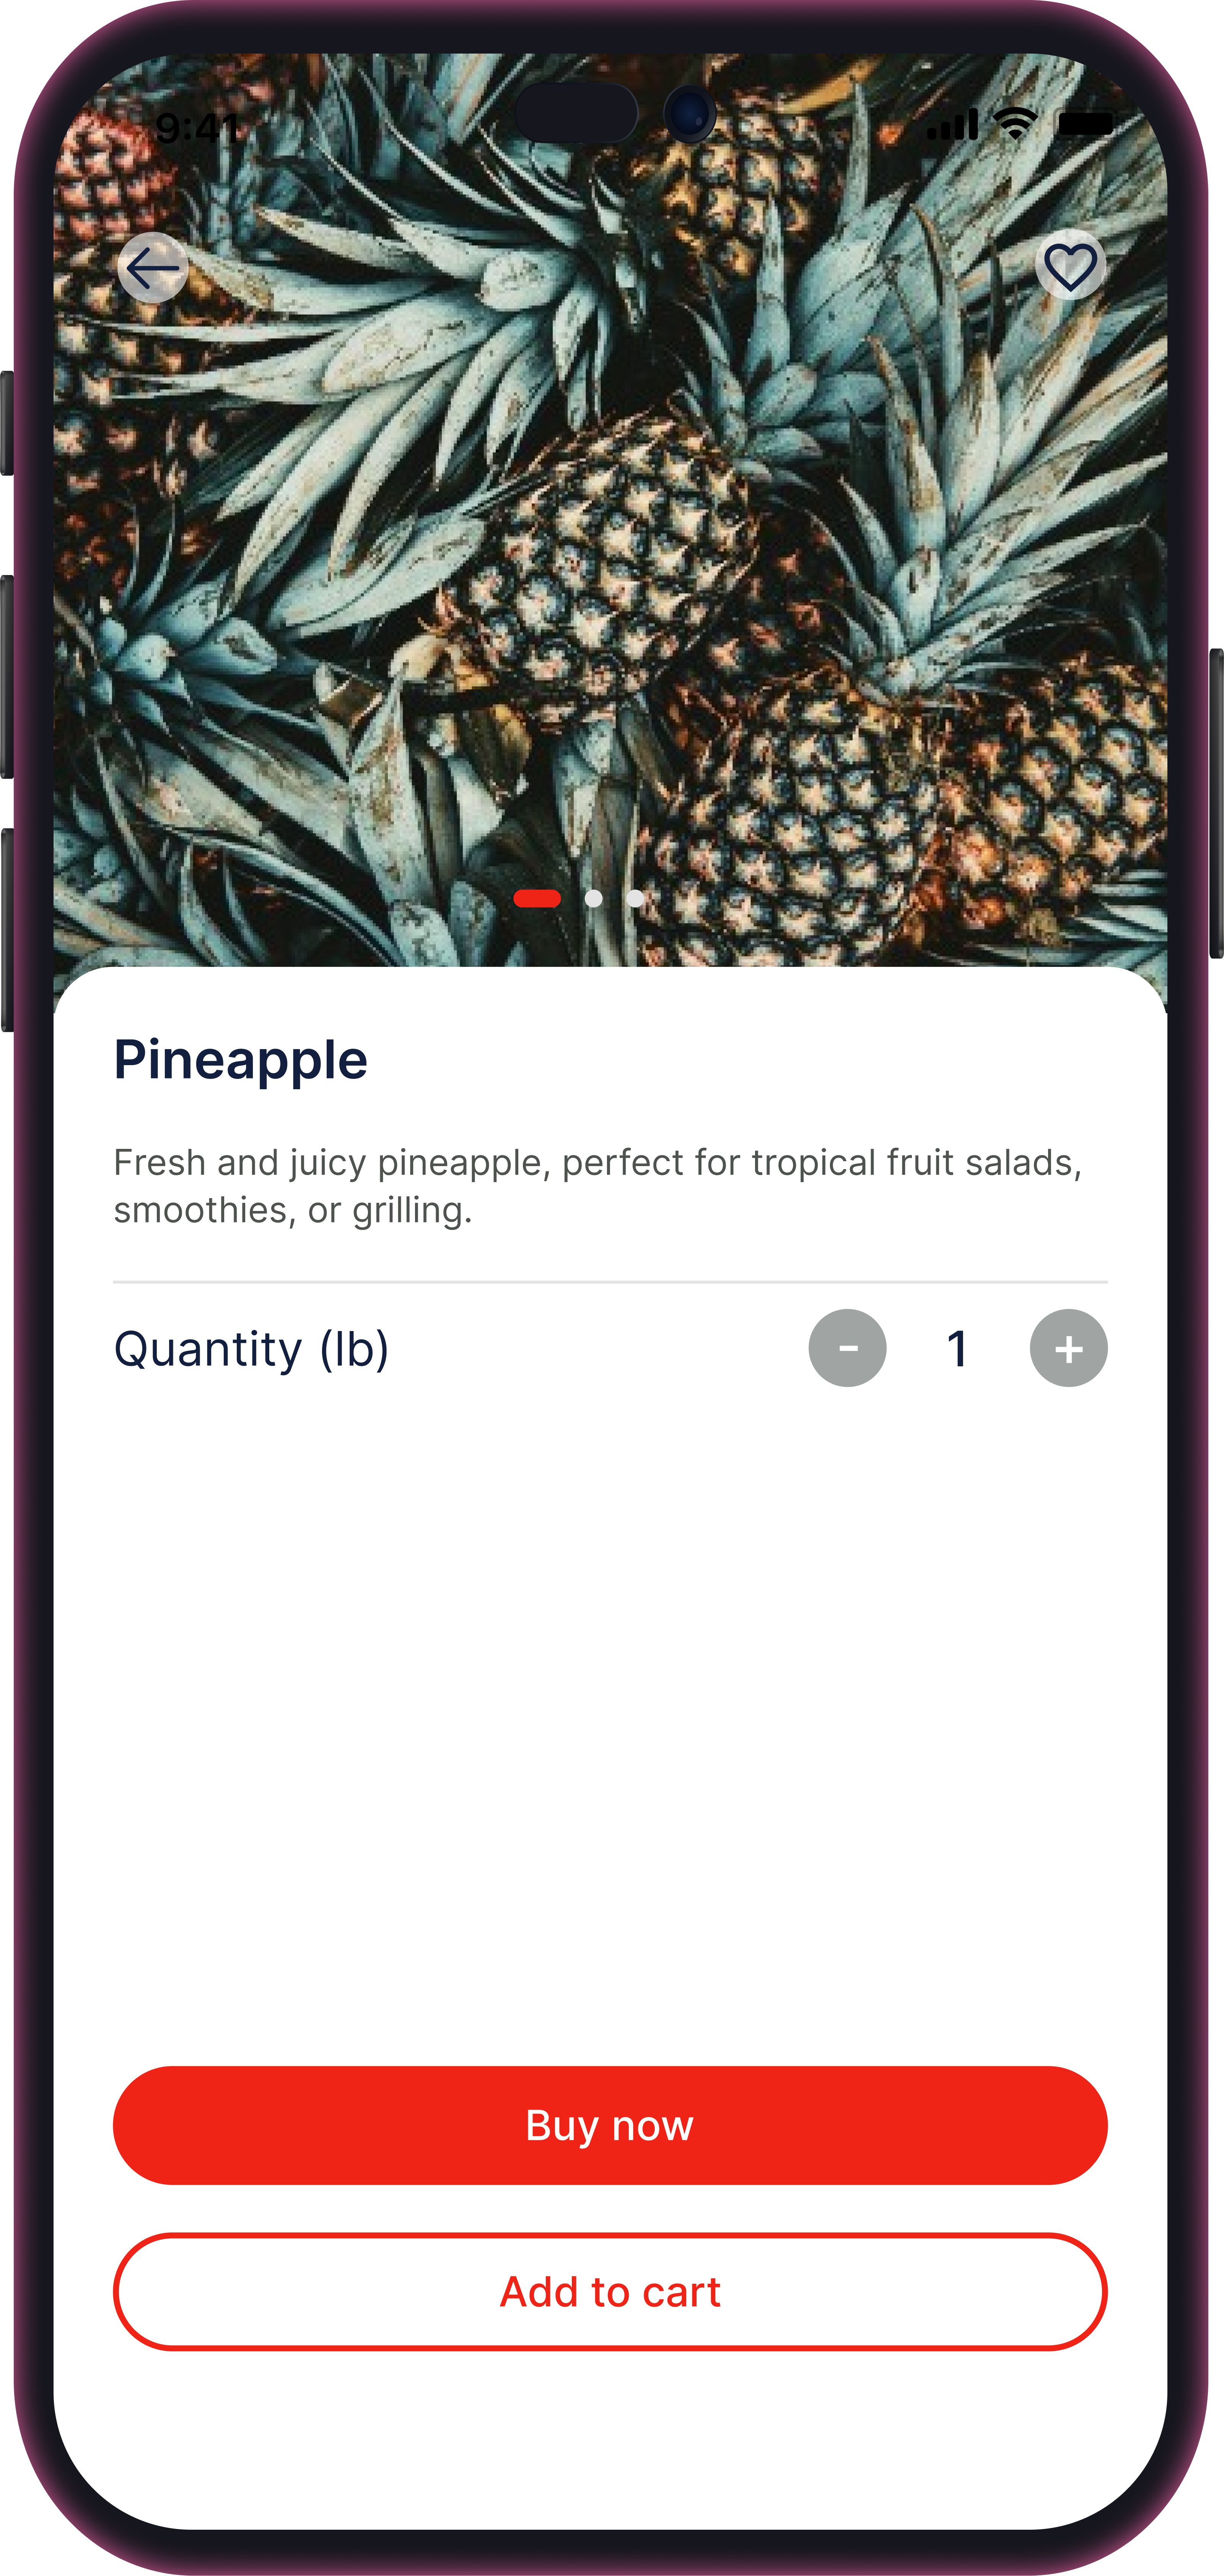 9:41
Pineapple
Fresh and juicy pineapple, perfect for tropical fruit salads,
smoothies, or grilling.
Quantity (lb) - 1 +
Buy now
Add to cart